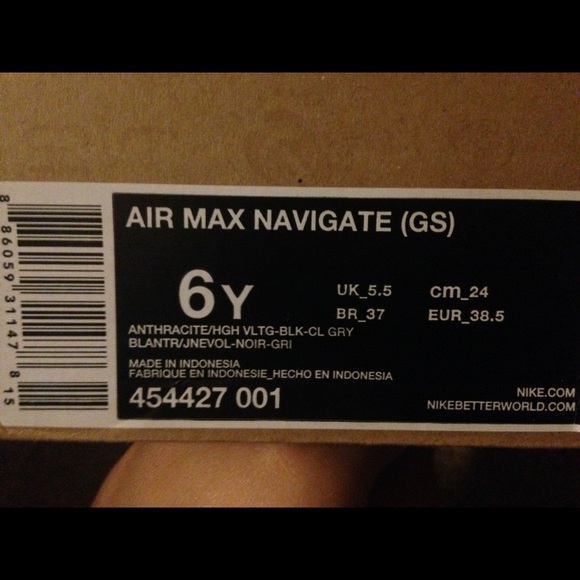 AIR MAX NAVIGATE (GS)
6Y
UK_5.5 cm_24
BR_37 EUR_38.5
ANTHRACITE/HGH VLTG-BLK-CL GRY
BLANTR/JNEVOL-NOIR-GRI
MADE IN INDONESIA
FABRIQUE EN INDONESIE_HECHO EN INDONESIA
454427 001
NIKE.COM
NIKEBETTERWORLD.COM
8 86059 31147 8 15